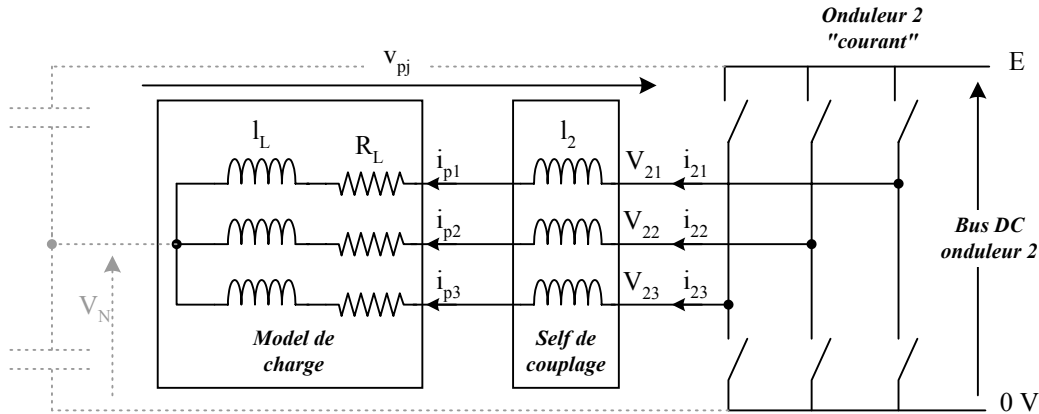 Onduleur 2
"courant"
v_pj
E
l_L
R_L
i_p1
l_2
V_21
i_21
i_p2
V_22
i_22
Bus DC
onduleur 2
V_N
i_p3
V_23
i_23
Model de
charge
Self de
couplage
0 V